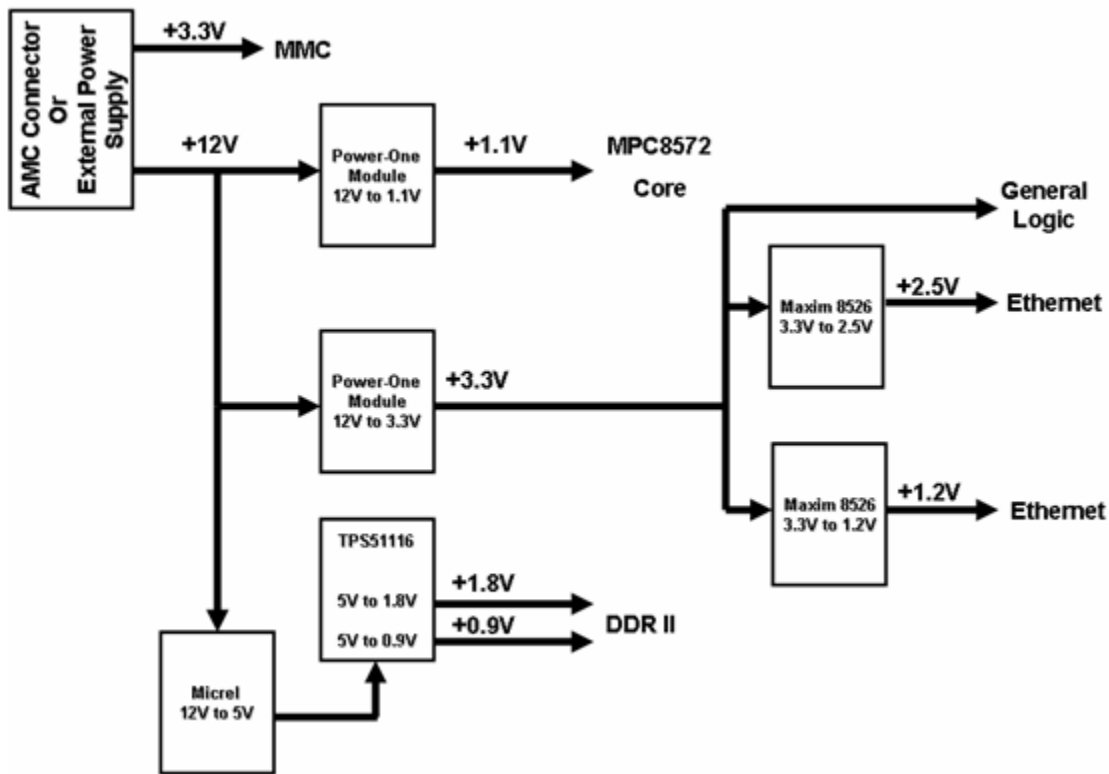 AMC Connector
Or
External Power
Supply
+3.3V
MMC
+12V
Power-One
Module
12V to 1.1V
+1.1V
MPC8572
Core
General
Logic
Maxim 8526
3.3V to 2.5V
+2.5V
Ethernet
Power-One
Module
12V to 3.3V
+3.3V
Maxim 8526
3.3V to 1.2V
+1.2V
Ethernet
TPS51116
5V to 1.8V
5V to 0.9V
+1.8V
+0.9V
DDR II
Micrel
12V to 5V